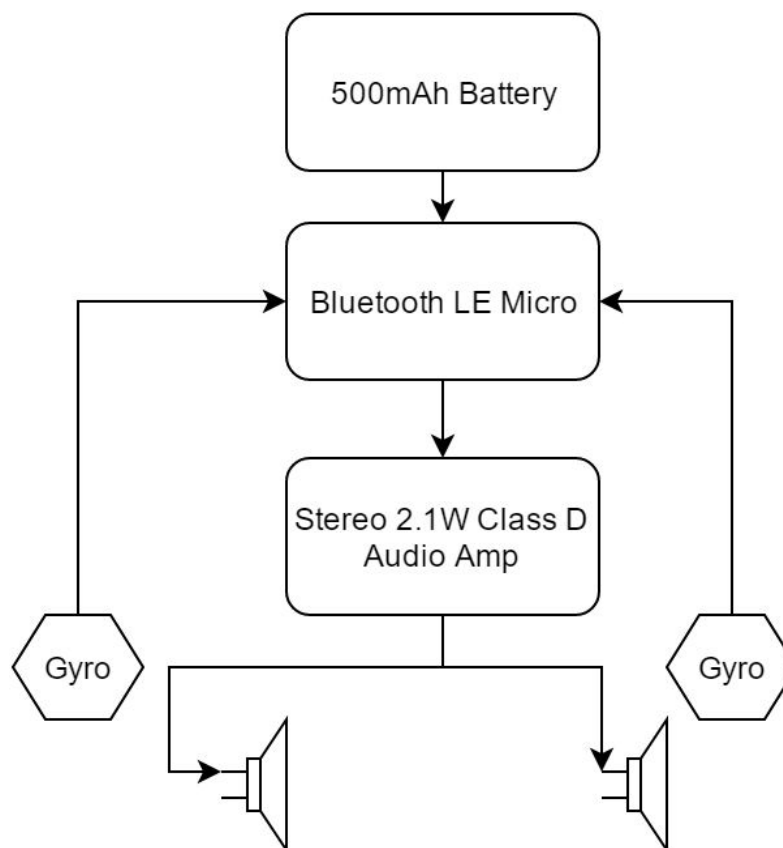 500mAh Battery
Bluetooth LE Micro
Stereo 2.1W Class D
Audio Amp
Gyro
Gyro